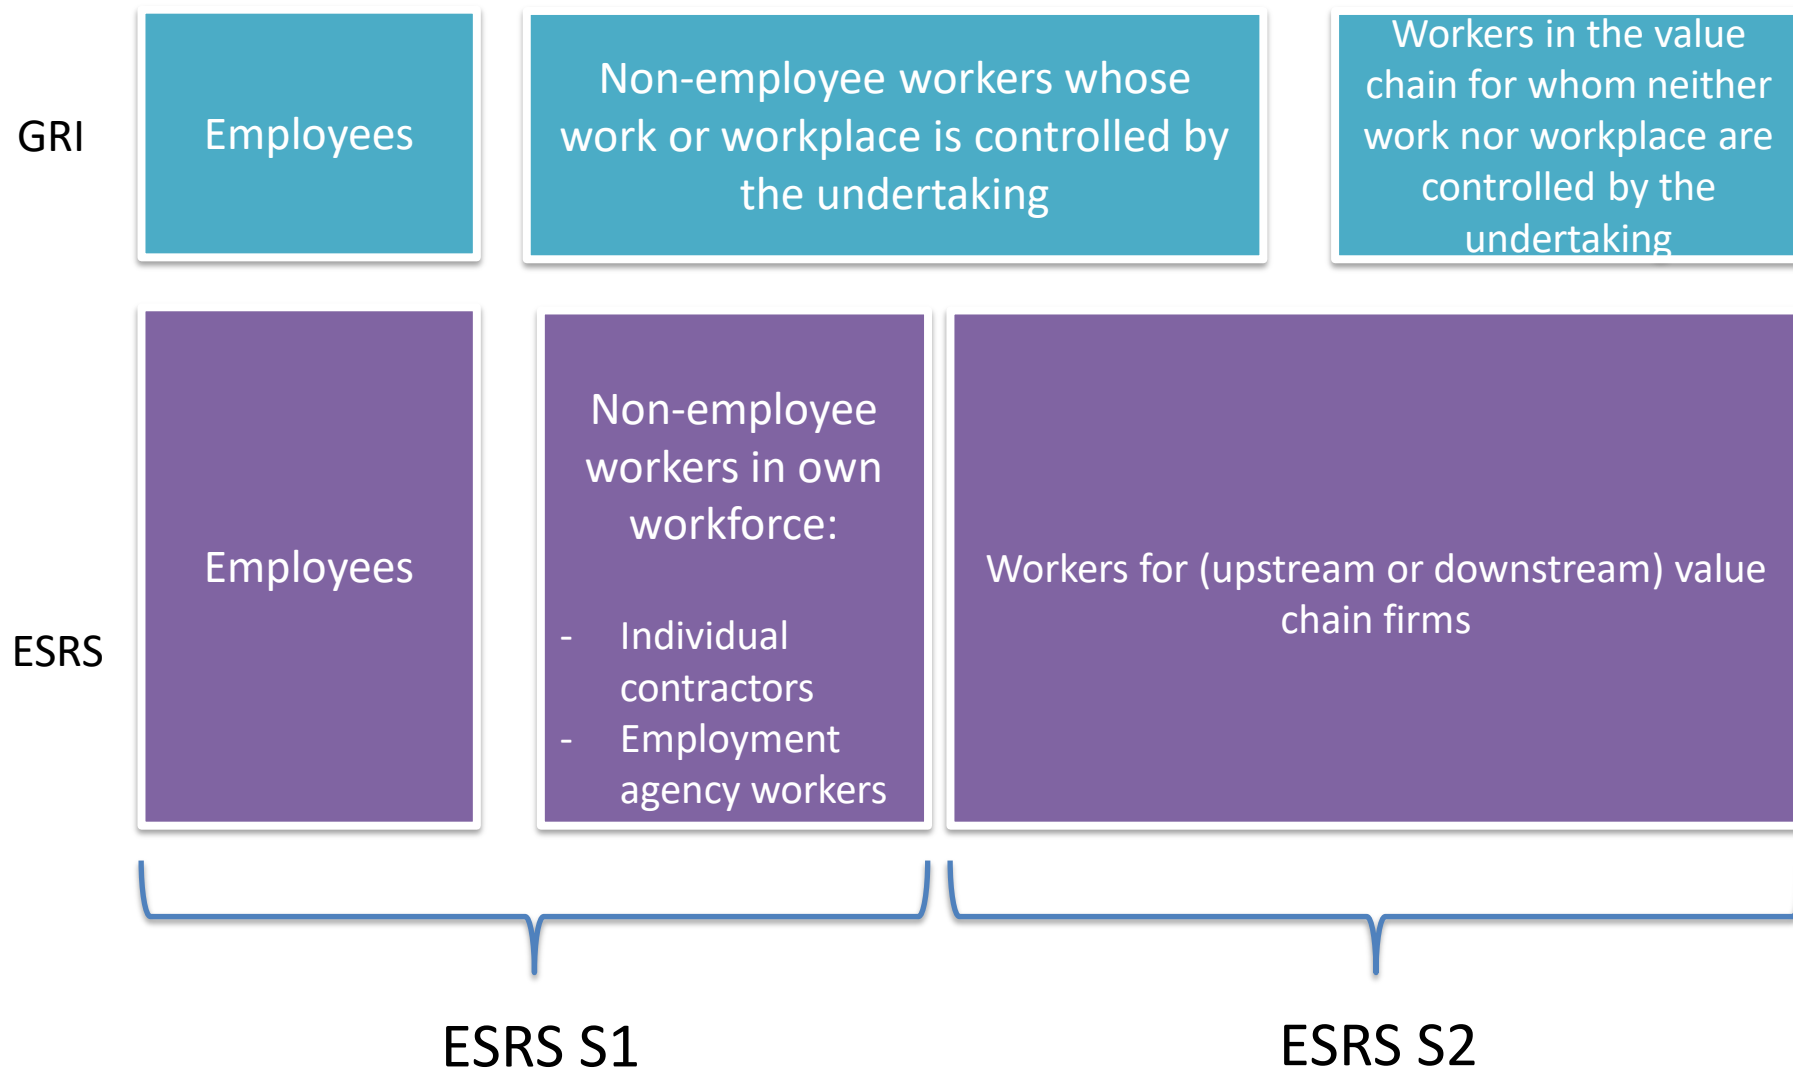 GRI
Employees
Non-employee workers whose
work or workplace is controlled by
the undertaking
Workers in the value
chain for whom neither
work nor workplace are
controlled by the
undertaking
ESRS
Employees
Non-employee
workers in own
workforce:
- Individual
contractors
- Employment
agency workers
Workers for (upstream or downstream) value
chain firms
ESRS S1
ESRS S2